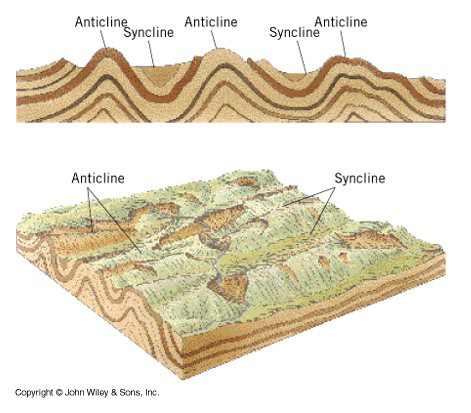 Anticline Anticline Anticline
Syncline Syncline
Anticline Syncline
Copyright © John Wiley & Sons, Inc.